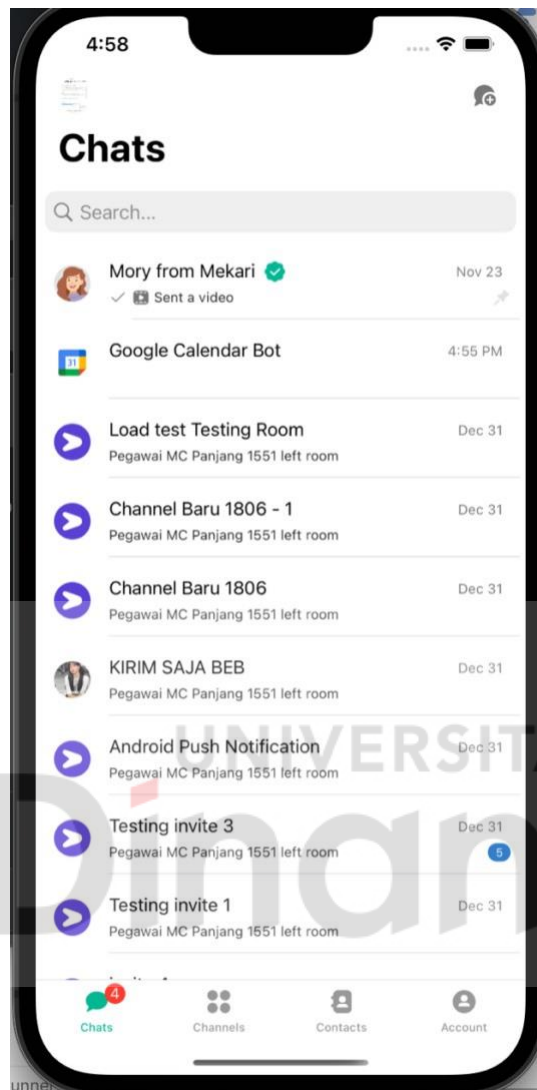 4:58
Chats
Search...
Mory from Mekari
Nov 23
Sent a video
Google Calendar Bot
4:55 PM
31
Load test Testing Room
Dec 31
Pegawai MC Panjang 1551 left room
Channel Baru 1806 - 1
Dec 31
Pegawai MC Panjang 1551 left room
Channel Baru 1806
Dec 31
Pegawai MC Panjang 1551 left room
KIRIM SAJA BEB
Dec 31
Pegawai MC Panjang 1551 left room
UNIVERSITA
Android Push Notification
Dec 31
Pegawai MC Panjang 1551 left room
Dinam
Testing invite 3
Dec 31
Pegawai MC Panjang 1551 left room
5
Testing invite 1
Dec 31
Pegawai MC Panjang 1551 left room
4
Chats
Channels
Contacts
Account